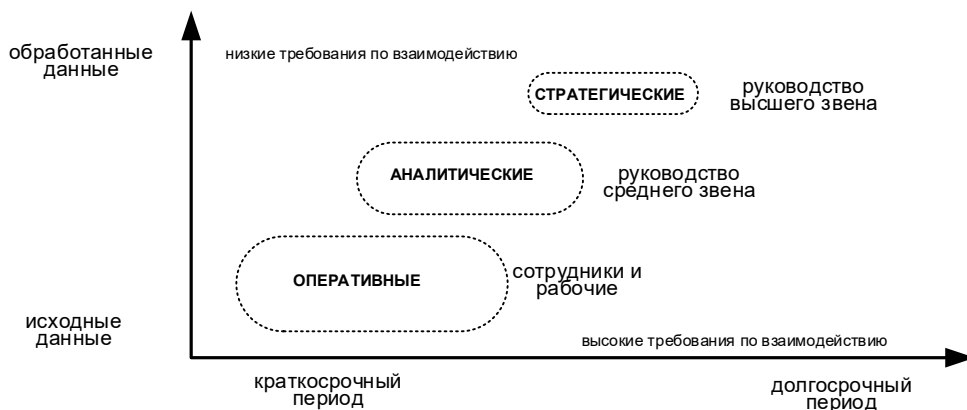 обработанные
данные
низкие требования по взаимодействию
СТРАТЕГИЧЕСКИЕ
руководство
высшего звена
АНАЛИТИЧЕСКИЕ
руководство
среднего звена
ОПЕРАТИВНЫЕ
сотрудники и
рабочие
исходные
данные
высокие требования по взаимодействию
краткосрочный
период
долгосрочный
период